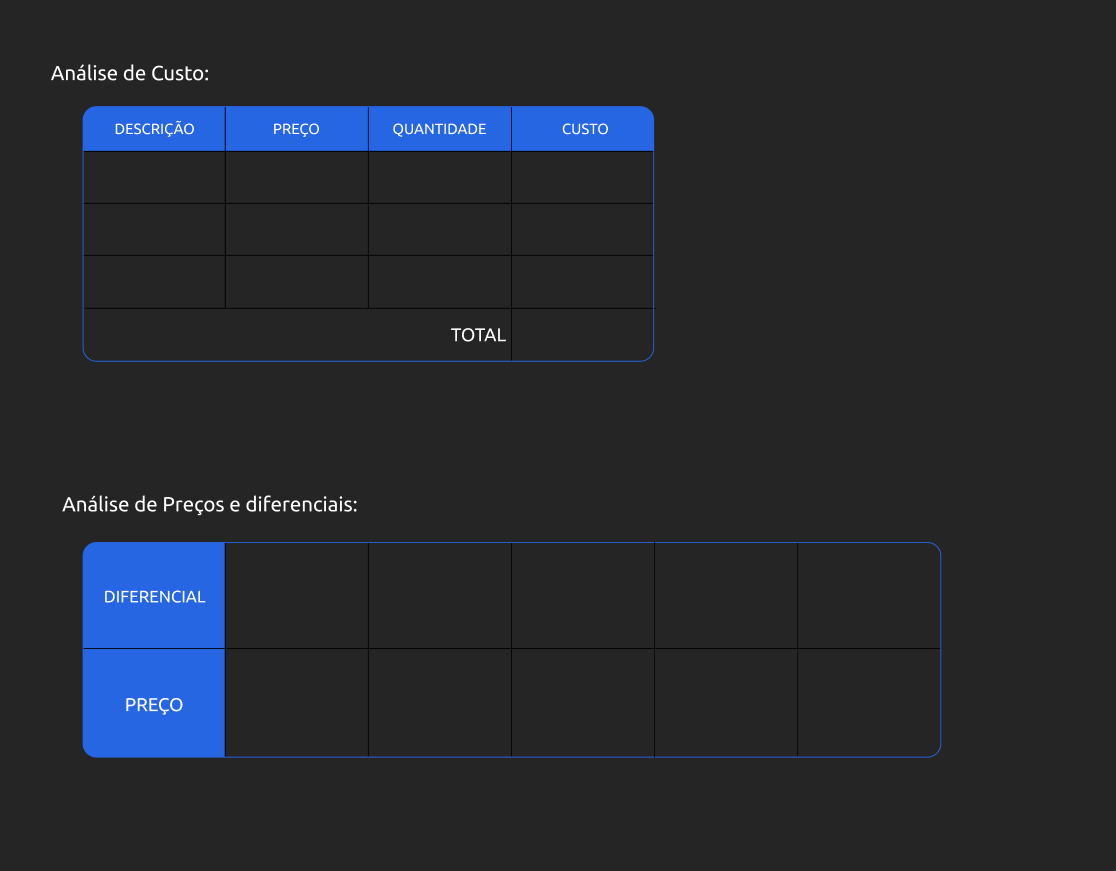 Análise de Custo:
DESCRIÇÃO PREÇO QUANTIDADE CUSTO
TOTAL
Análise de Preços e diferenciais:
DIFERENCIAL
PREÇO